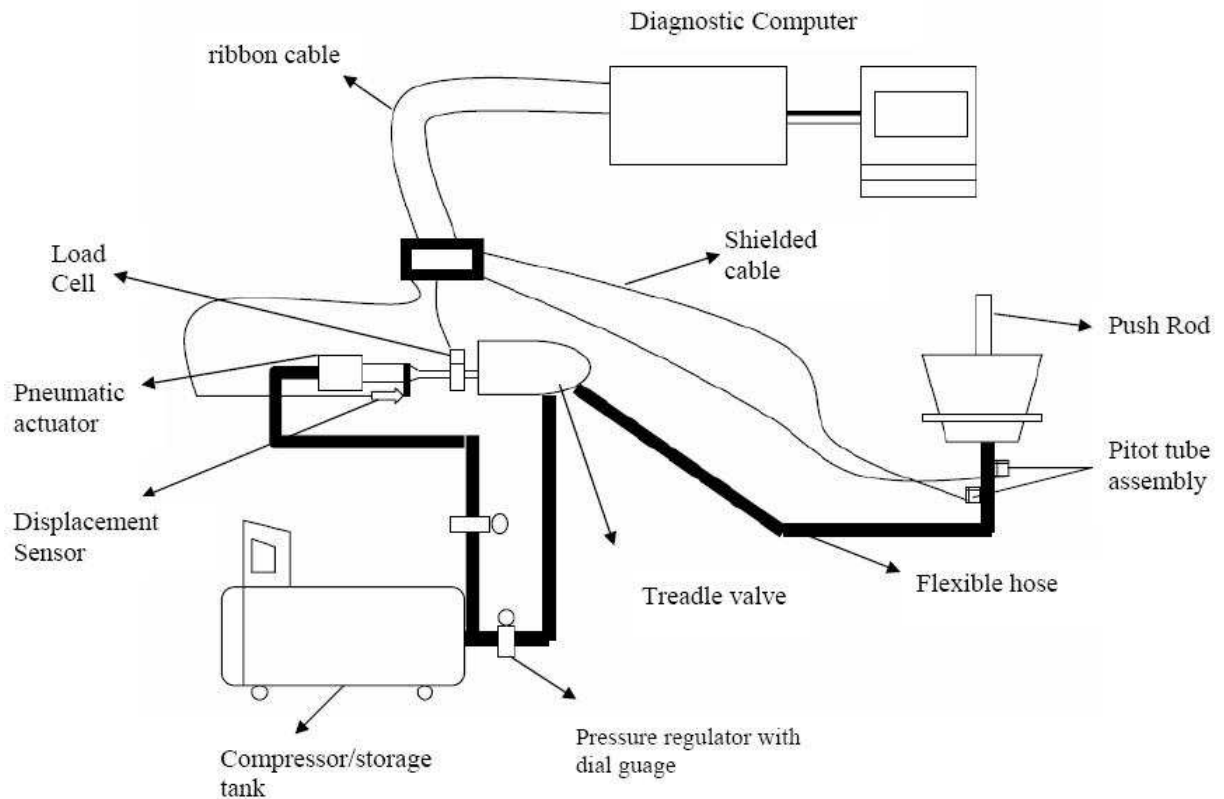 Diagnostic Computer
ribbon cable
Load
Cell
Shielded
cable
Push Rod
Pneumatic
actuator
Pitot tube
assembly
Displacement
Sensor
Treadle valve
Flexible hose
Compressor/storage
tank
Pressure regulator with
dial guage